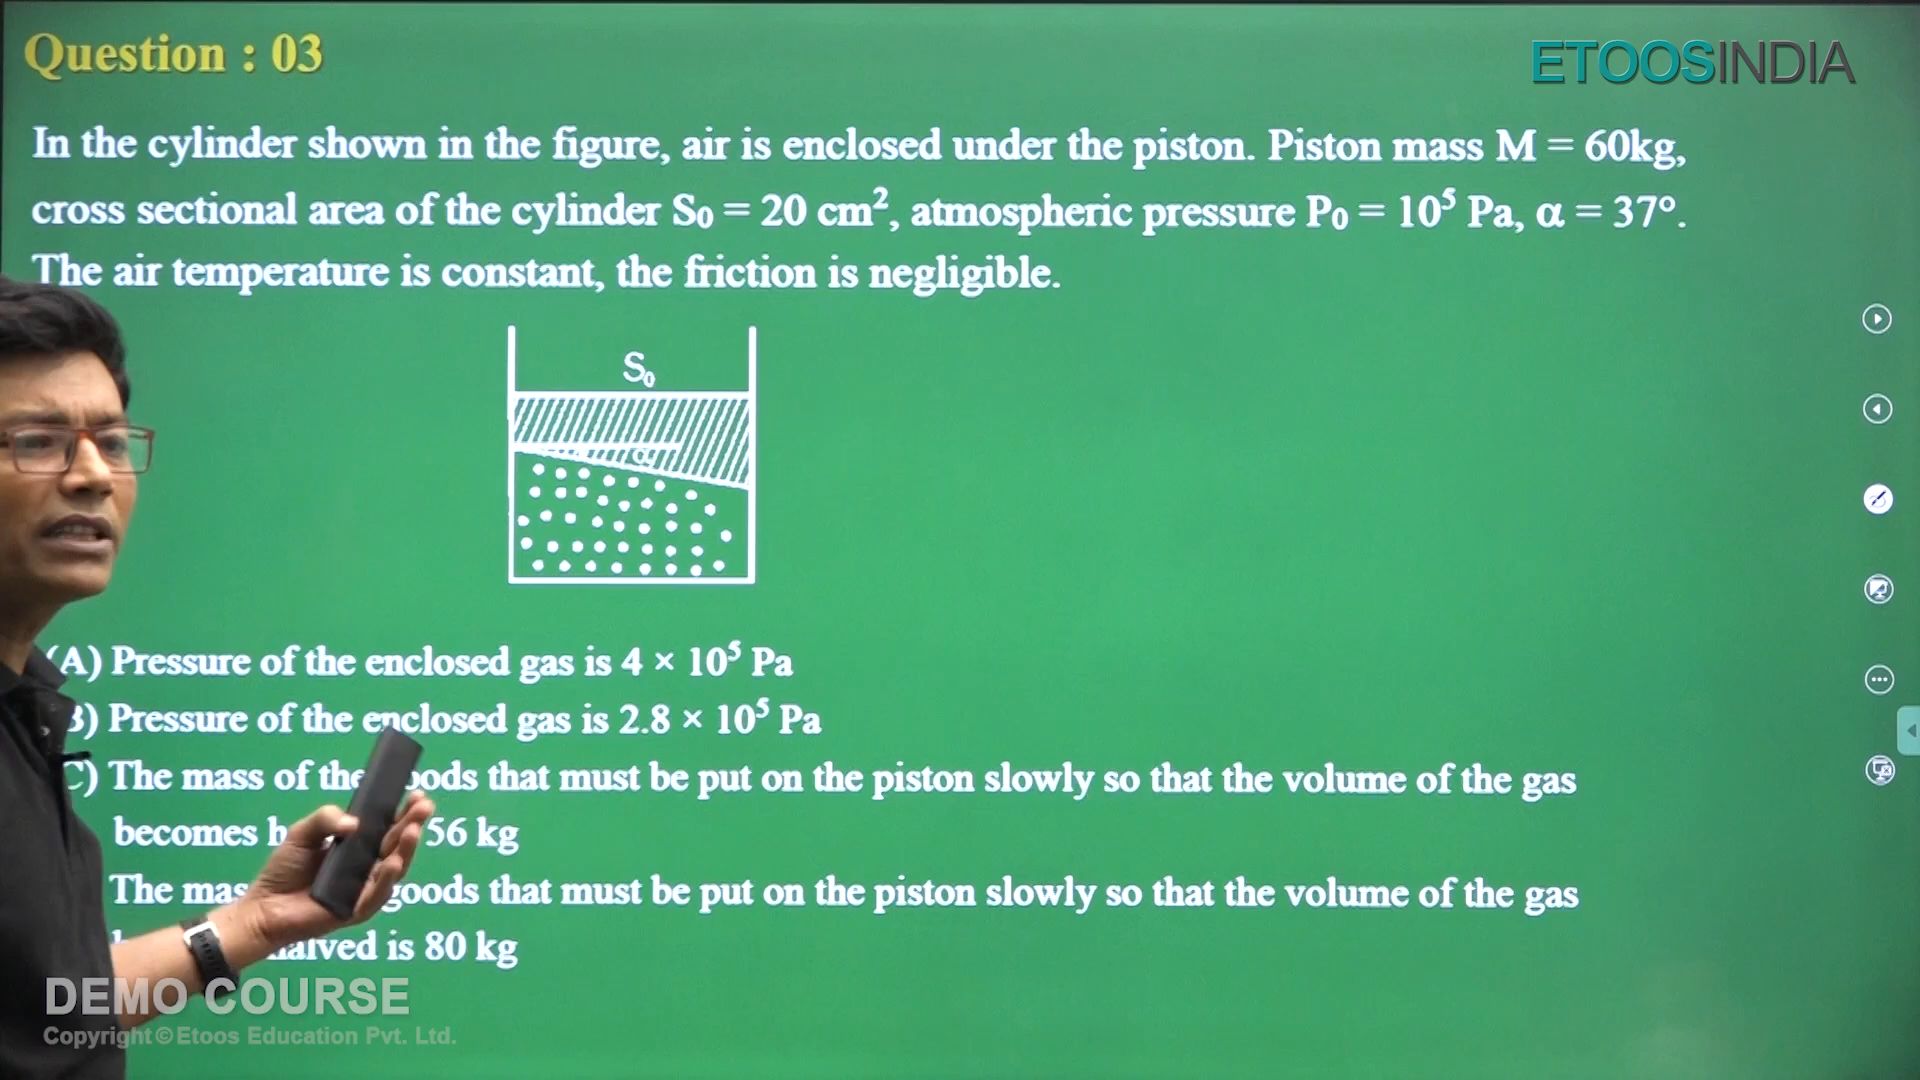 Question : 03
ETOOSINDIA
In the cylinder shown in the figure, air is enclosed under the piston. Piston mass M = 60kg,
cross sectional area of the cylinder S₀ = 20 cm², atmospheric pressure P₀ = 10⁵ Pa, α = 37°.
The air temperature is constant, the friction is negligible.
S₀
α
(A) Pressure of the enclosed gas is 4 × 10⁵ Pa
) Pressure of the enclosed gas is 2.8 × 10⁵ Pa
C) The mass of the that must be put on the piston slowly so that the volume of the gas
becomes 56 kg
The goods that must be put on the piston slowly so that the volume of the gas
is 80 kg
DEMO COURSE
Copyright © Etoos Education Pvt. Ltd.